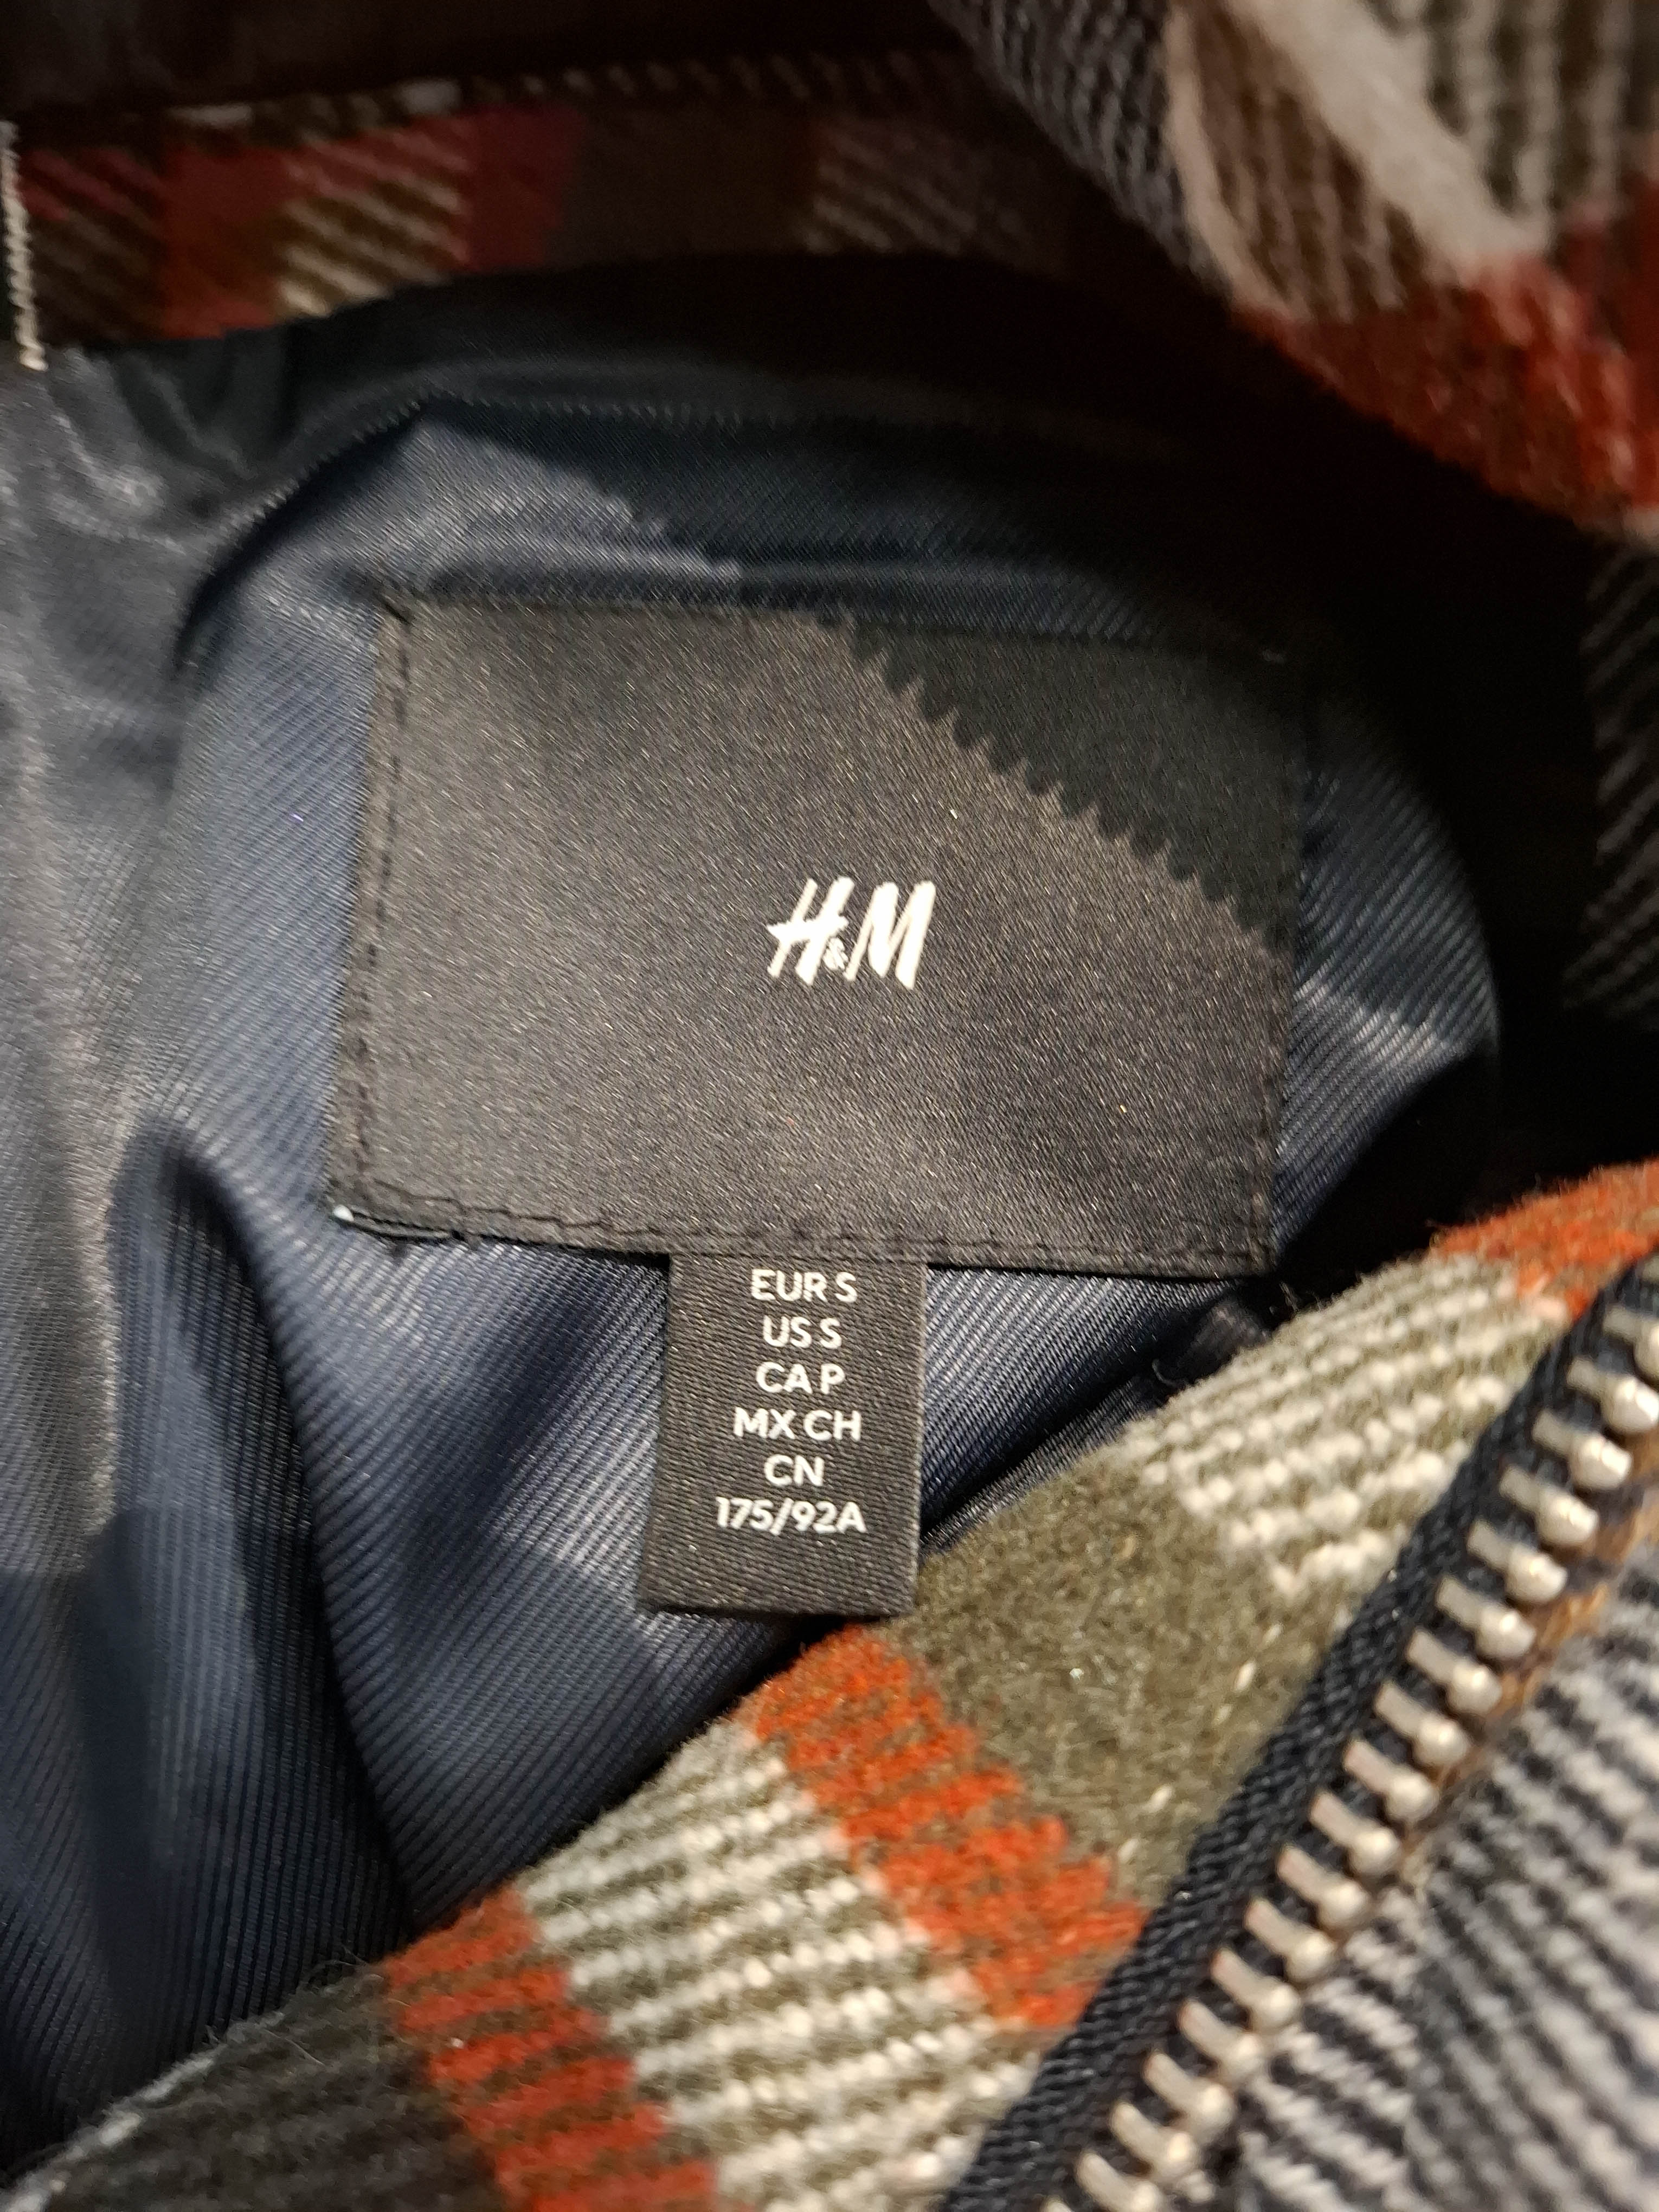 H&M
EUR S
US S
CA P
MX CH
CN
175/92A